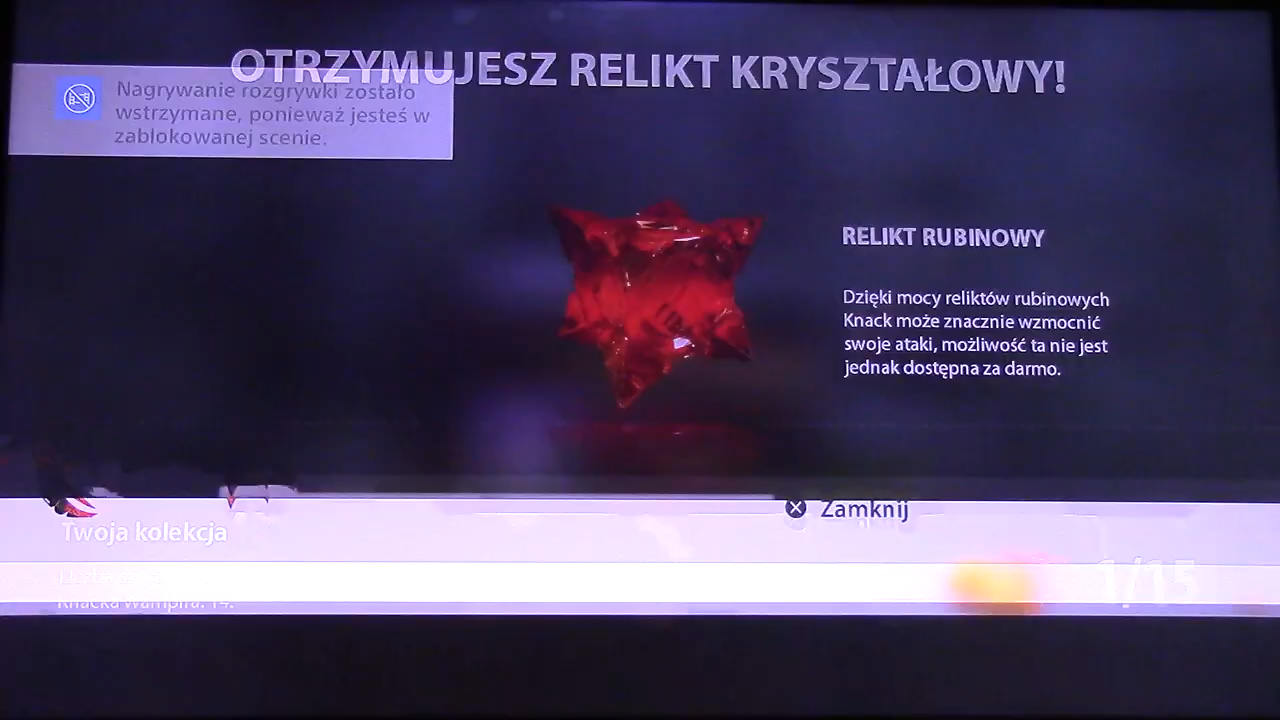 OTRZYMUJESZ RELIKT KRYSZTAŁOWY!
Nagrywanie rozgrywki zostało
wstrzymane, ponieważ jesteś w
zablokowanej scenie.
RELIKT RUBINOWY
Dzięki mocy reliktów rubinowych
Knack może znacznie wzmocnić
swoje ataki, możliwość ta nie jest
jednak dostępna za darmo.
Zamknij
Twoja kolekcja
1/15
Knacka Wampira: 14.